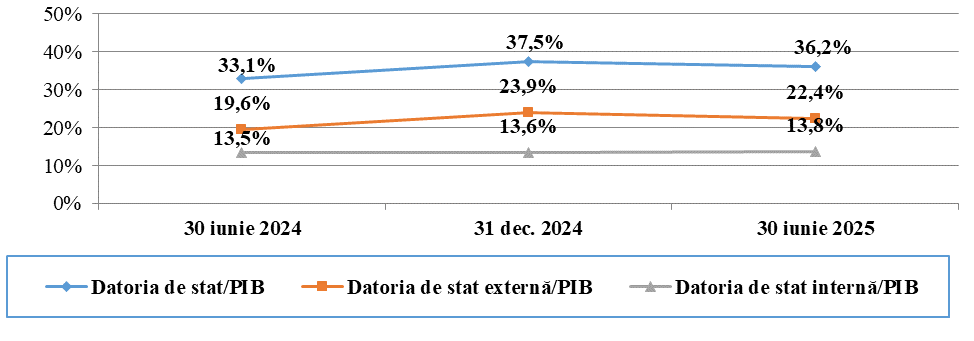 50%
40%
30%
20%
10%
0%
33,1%
37,5%
36,2%
19,6%
23,9%
22,4%
13,5%
13,6%
13,8%
30 iunie 2024
31 dec. 2024
30 iunie 2025
Datoria de stat/PIB
Datoria de stat externă/PIB
Datoria de stat internă/PIB